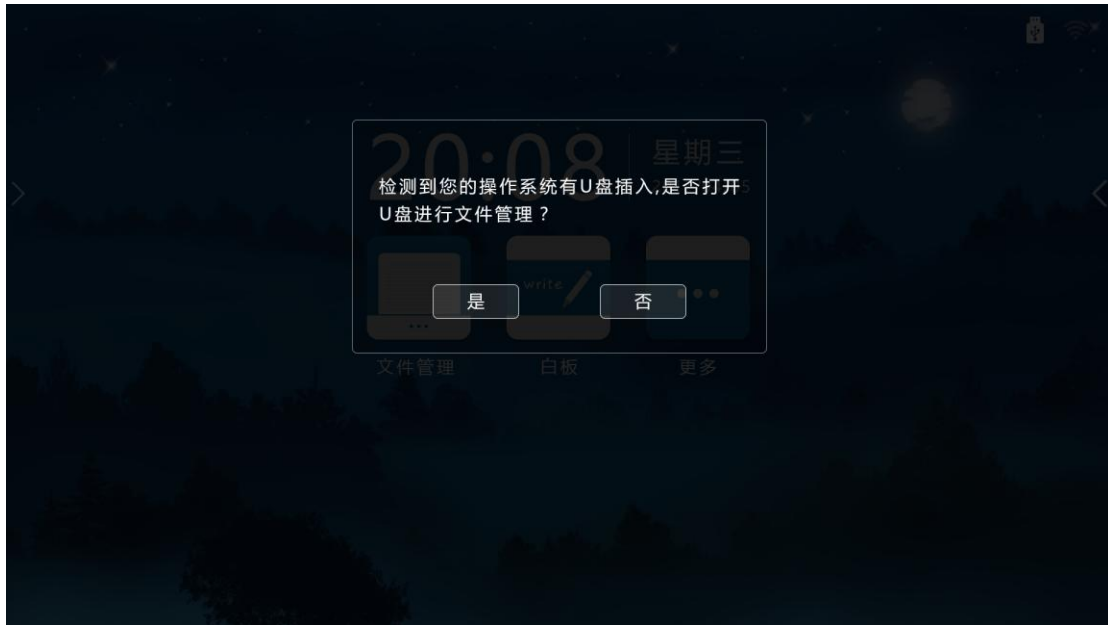 20:08
星期三
检测到您的操作系统有U盘插入,是否打开
U盘进行文件管理？
write
是
否
文件管理
白板
更多